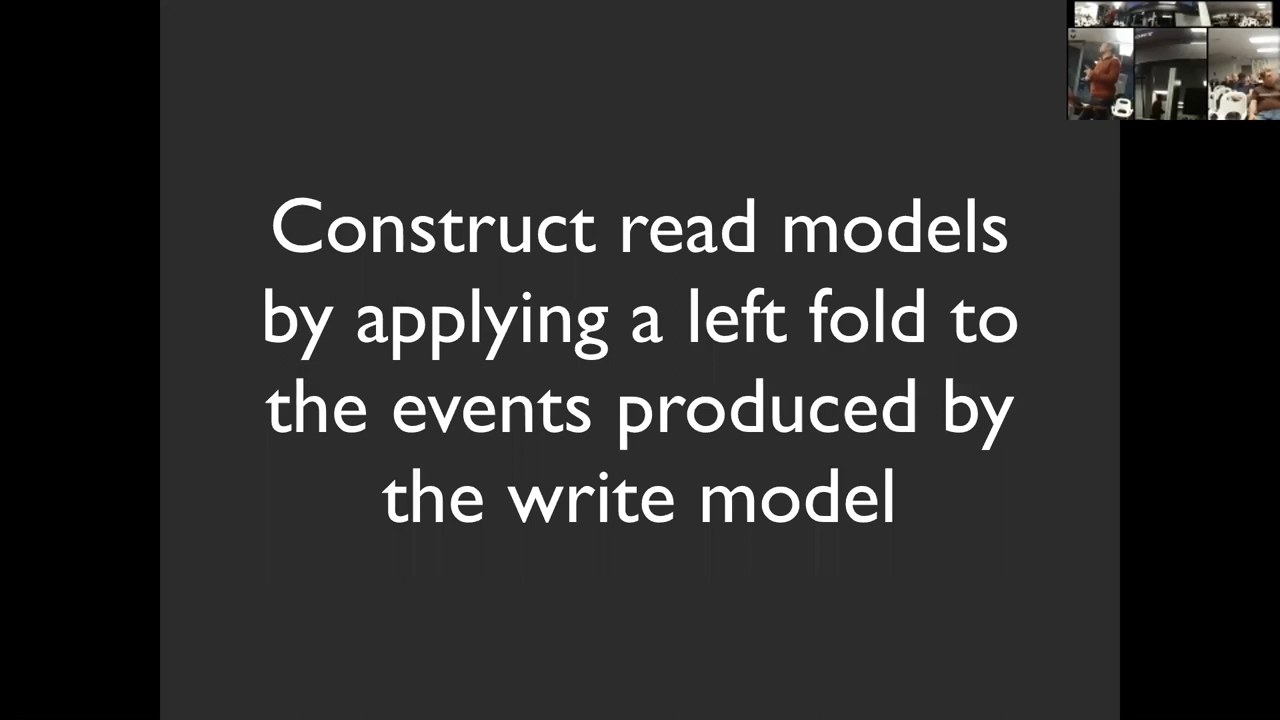 Construct read models
by applying a left fold to
the events produced by
the write model